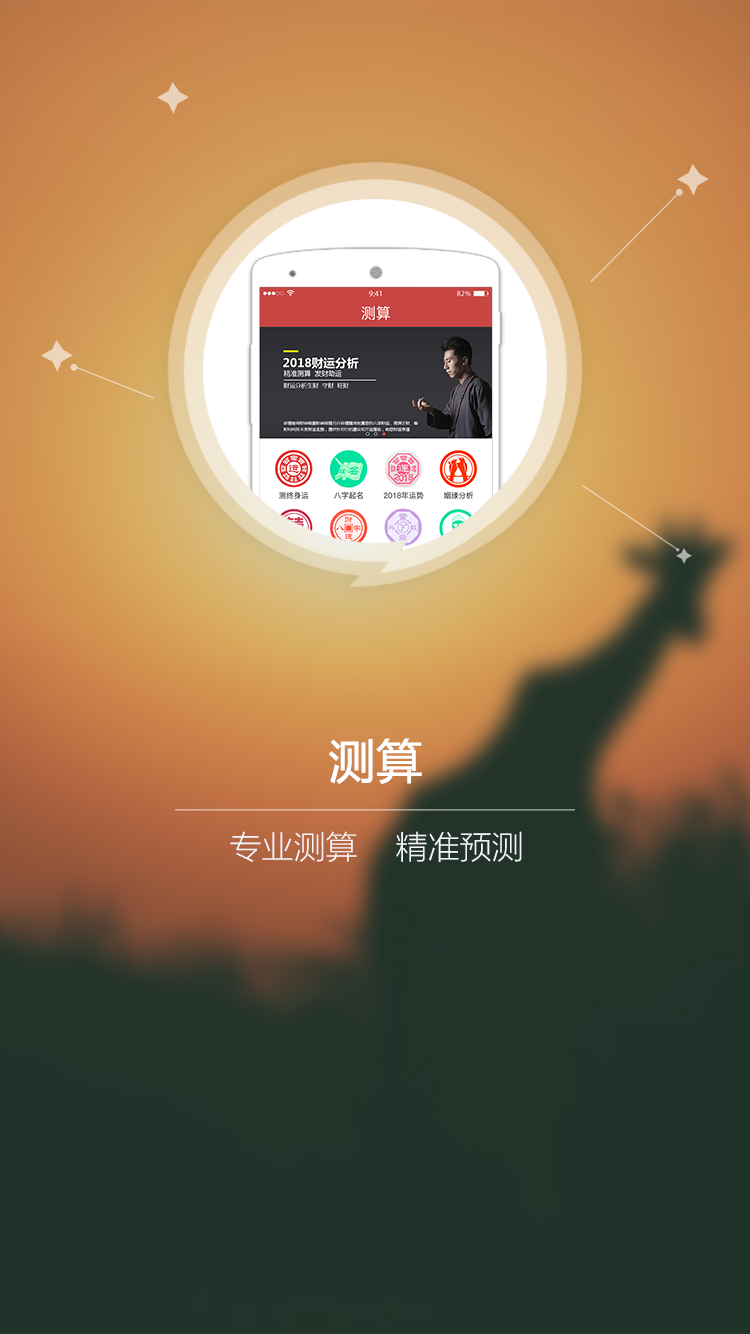 9:41
82%
测算
2018财运分析
精准测算 发财助运
财运分析生财 守财 旺财
测终身运
八字起名
2018
2018年运势
姻缘分析
测算
专业测算 精准预测